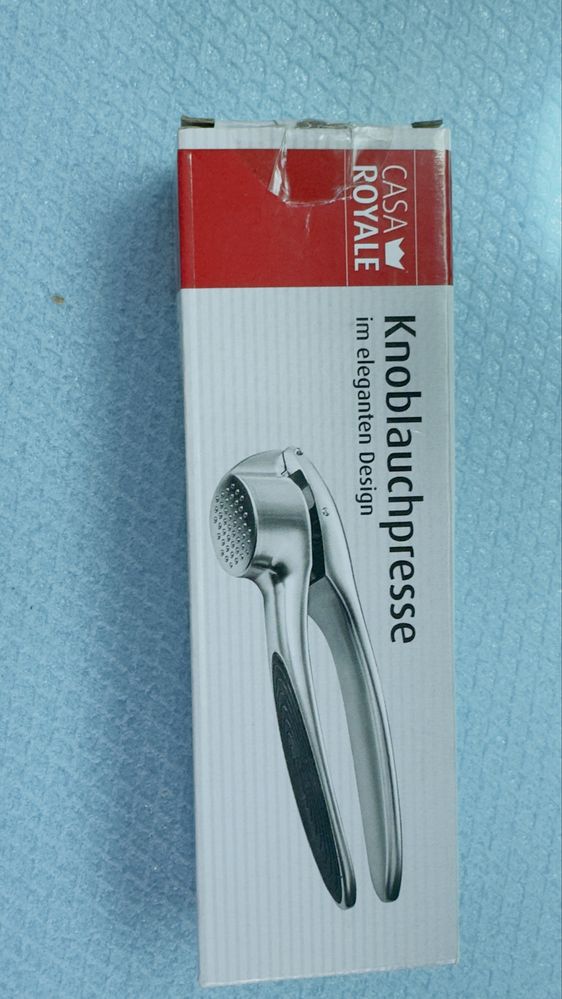 CASA
ROYALE
Knoblauchpresse
im eleganten Design